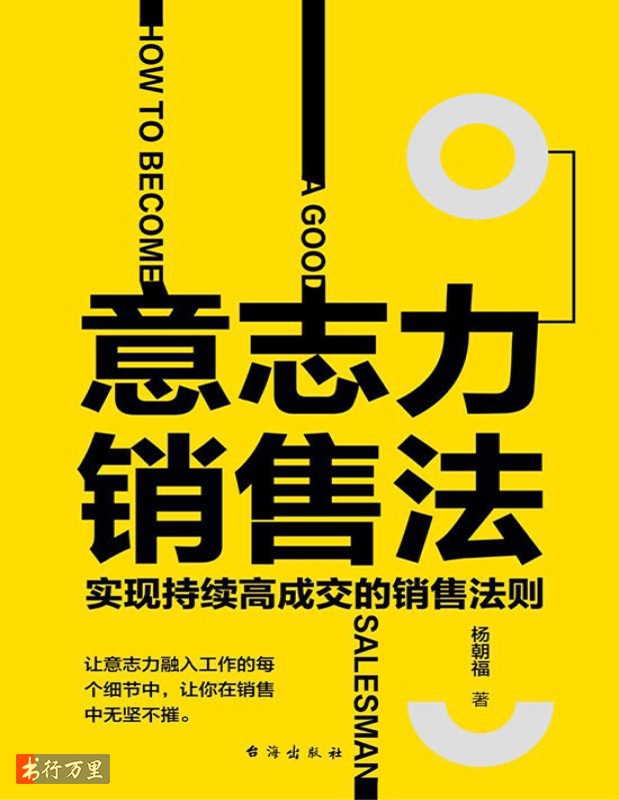 HOW TO BECOME
A GOOD
意志力
销售法
实现持续高成交的销售法则
SALESMAN
杨朝福 著
让意志力融入工作的每
个细节中，让你在销售
中无坚不摧。
台海出版社
书行万里